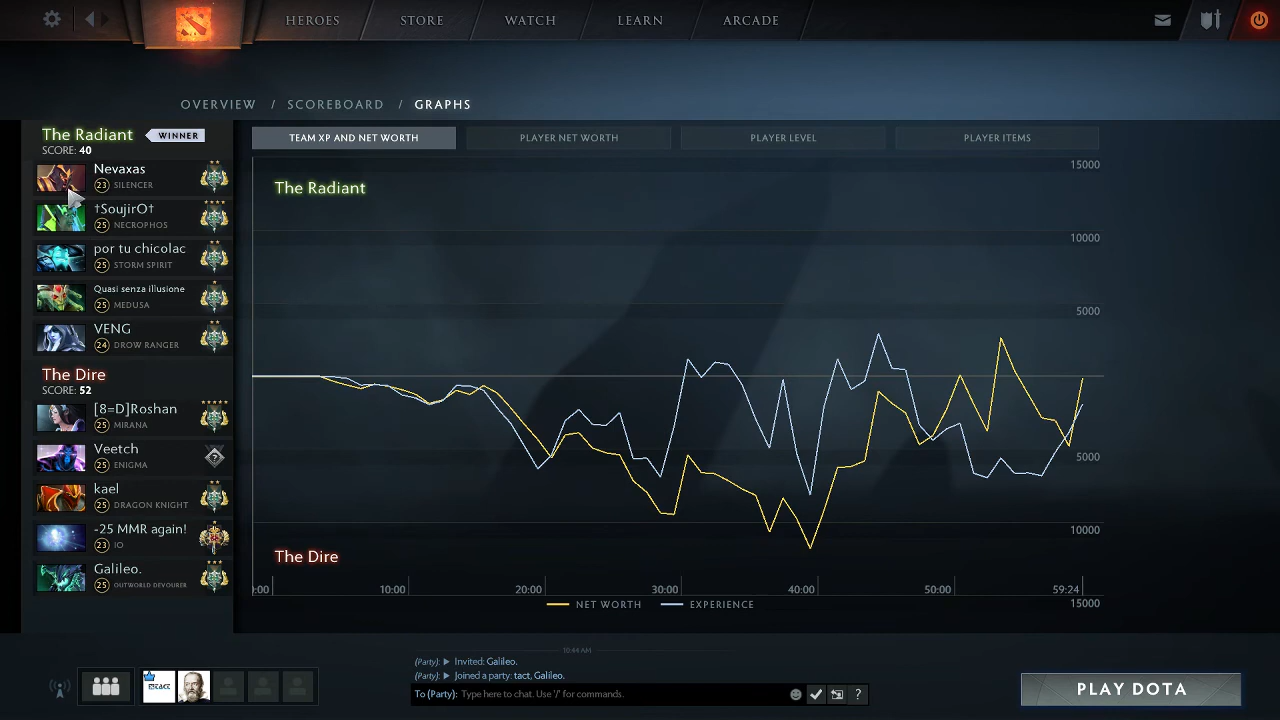 HEROES
STORE
WATCH
LEARN
ARCADE
OVERVIEW / SCOREBOARD / GRAPHS
The Radiant WINNER
SCORE: 40
Nevaxas
23 SILENCER
†SoujirO†
25 NECROPHOS
por tu chicolac
25 STORM SPIRIT
Quasi senza illusione
25 MEDUSA
VENG
24 DROW RANGER
The Dire
SCORE: 52
[8=D]Roshan
25 MIRANA
Veetch
25 ENIGMA
kael
25 DRAGON KNIGHT
-25 MMR again!
23 IO
Galileo.
25 OUTWORLD DEVOURER
TEAM XP AND NET WORTH
PLAYER NET WORTH
PLAYER LEVEL
PLAYER ITEMS
The Radiant
15000
10000
5000
5000
10000
15000
The Dire
:00 10:00 20:00 30:00 40:00 50:00 59:24
NET WORTH EXPERIENCE
10:44 AM
(Party): Invited: Galileo.
(Party): Joined a party: tact, Galileo.
To (Party): Type here to chat. Use '/' for commands.
?
PLAY DOTA